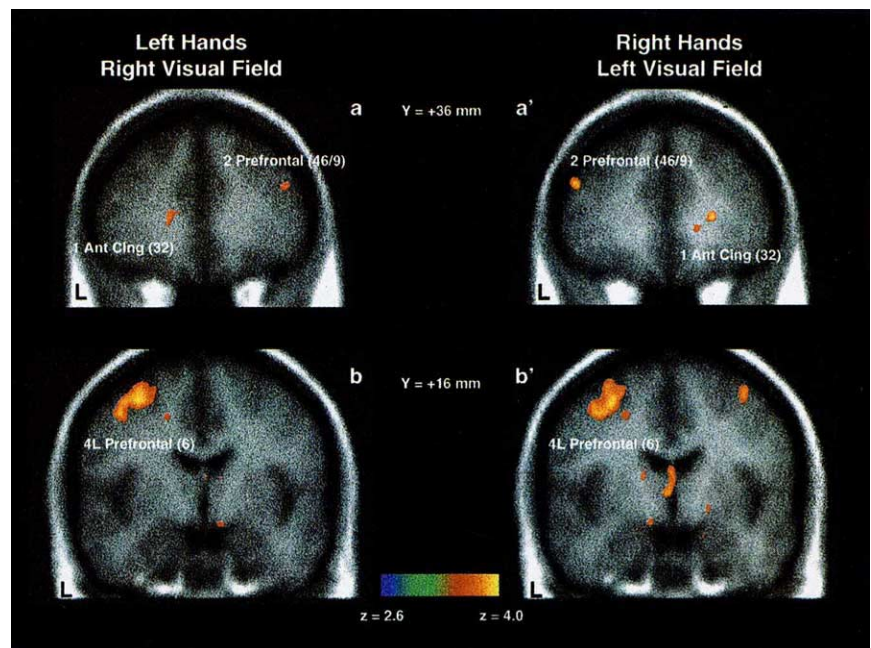 Left Hands
Right Visual Field
Right Hands
Left Visual Field
a
Y = +36 mm
a'
2 Prefrontal (46/9)
1 Ant Cing (32)
L
2 Prefrontal (46/9)
1 Ant Cing (32)
L
b
Y = +16 mm
b'
4L Prefrontal (6)
L
4L Prefrontal (6)
L
z = 2.6
z = 4.0